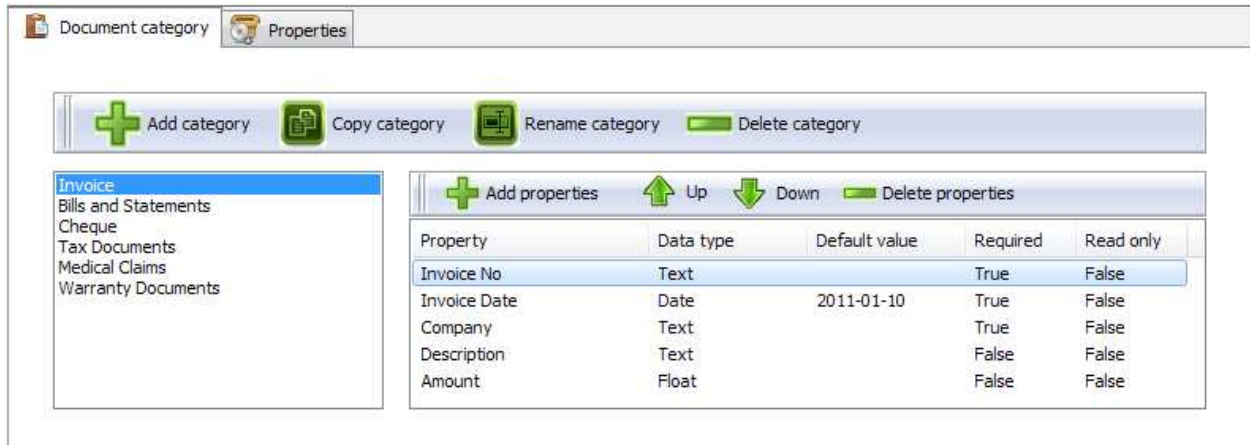 Document category Properties
Add category Copy category Rename category Delete category
Invoice
Bills and Statements
Cheque
Tax Documents
Medical Claims
Warranty Documents
Add properties Up Down Delete properties
Property Data type Default value Required Read only
Invoice No Text True False
Invoice Date Date 2011-01-10 True False
Company Text True False
Description Text False False
Amount Float False False